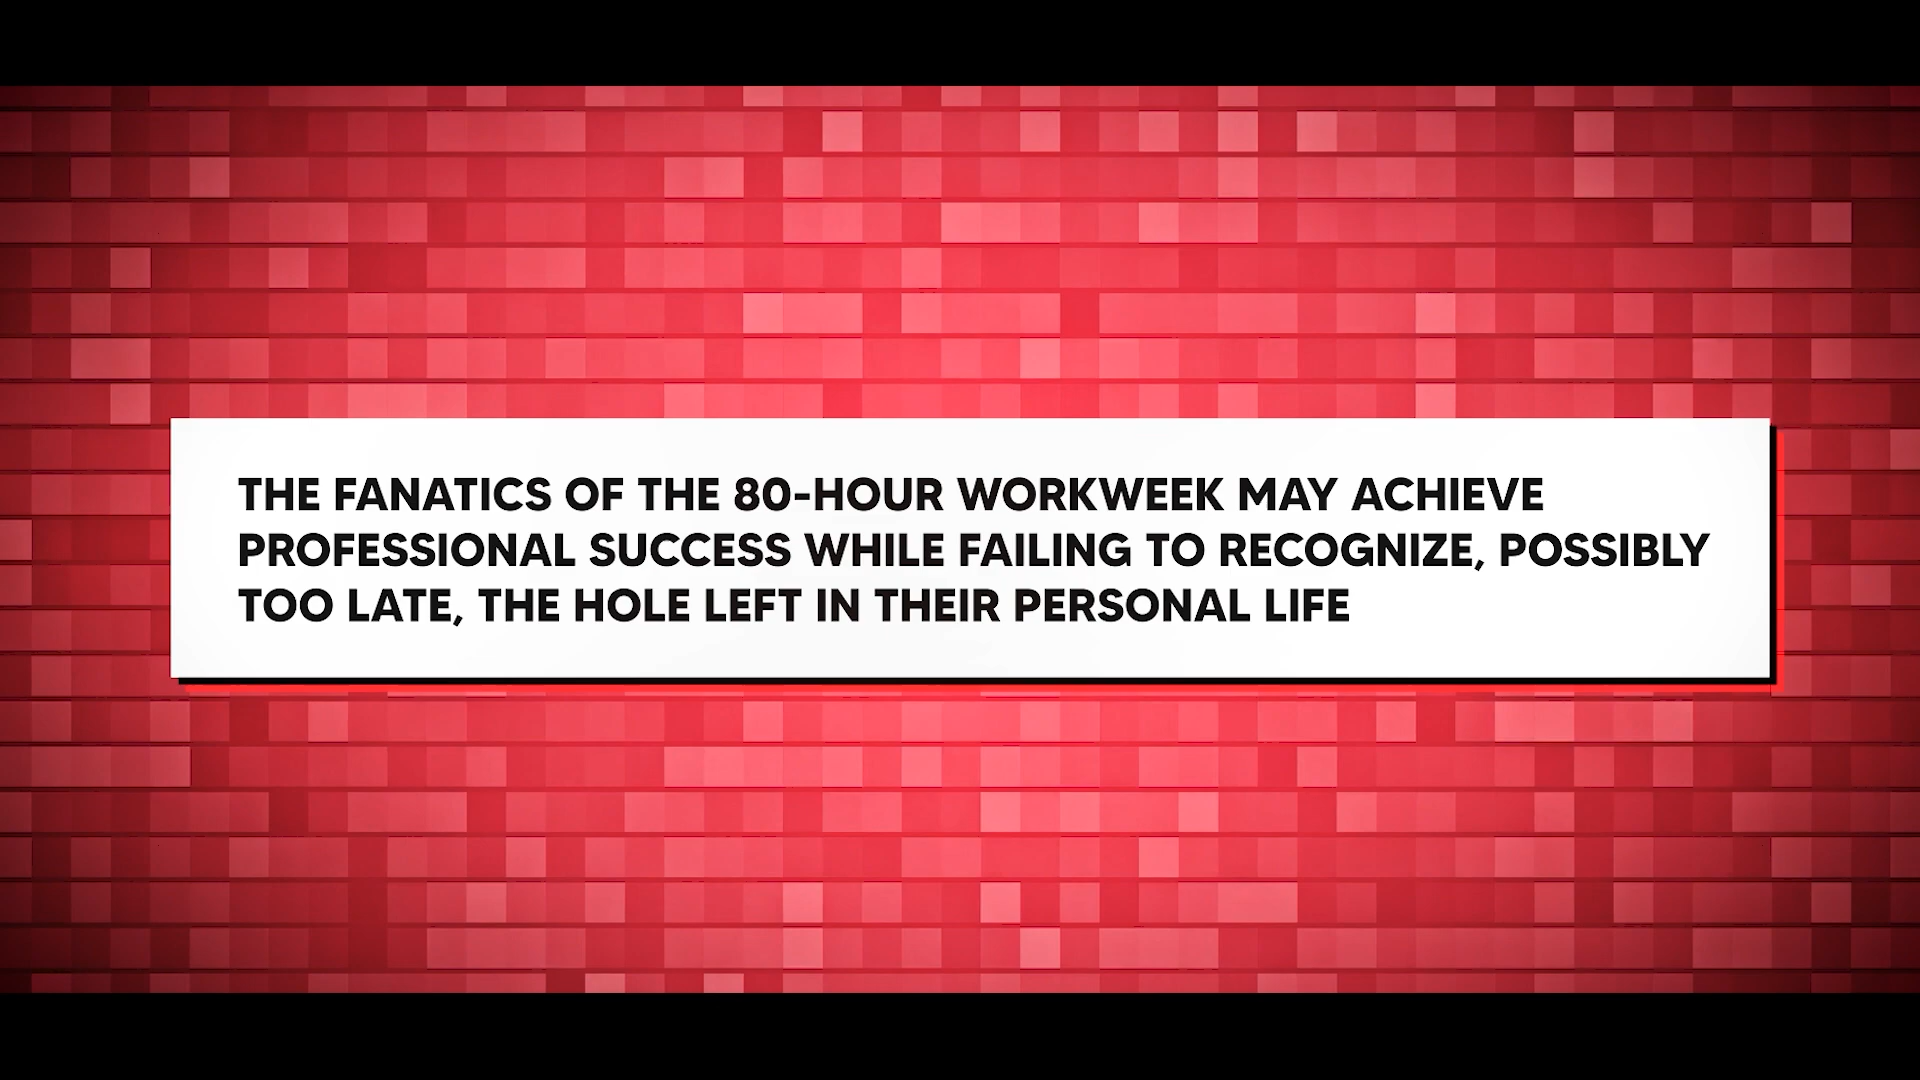 THE FANATICS OF THE 80-HOUR WORKWEEK MAY ACHIEVE
PROFESSIONAL SUCCESS WHILE FAILING TO RECOGNIZE, POSSIBLY
TOO LATE, THE HOLE LEFT IN THEIR PERSONAL LIFE